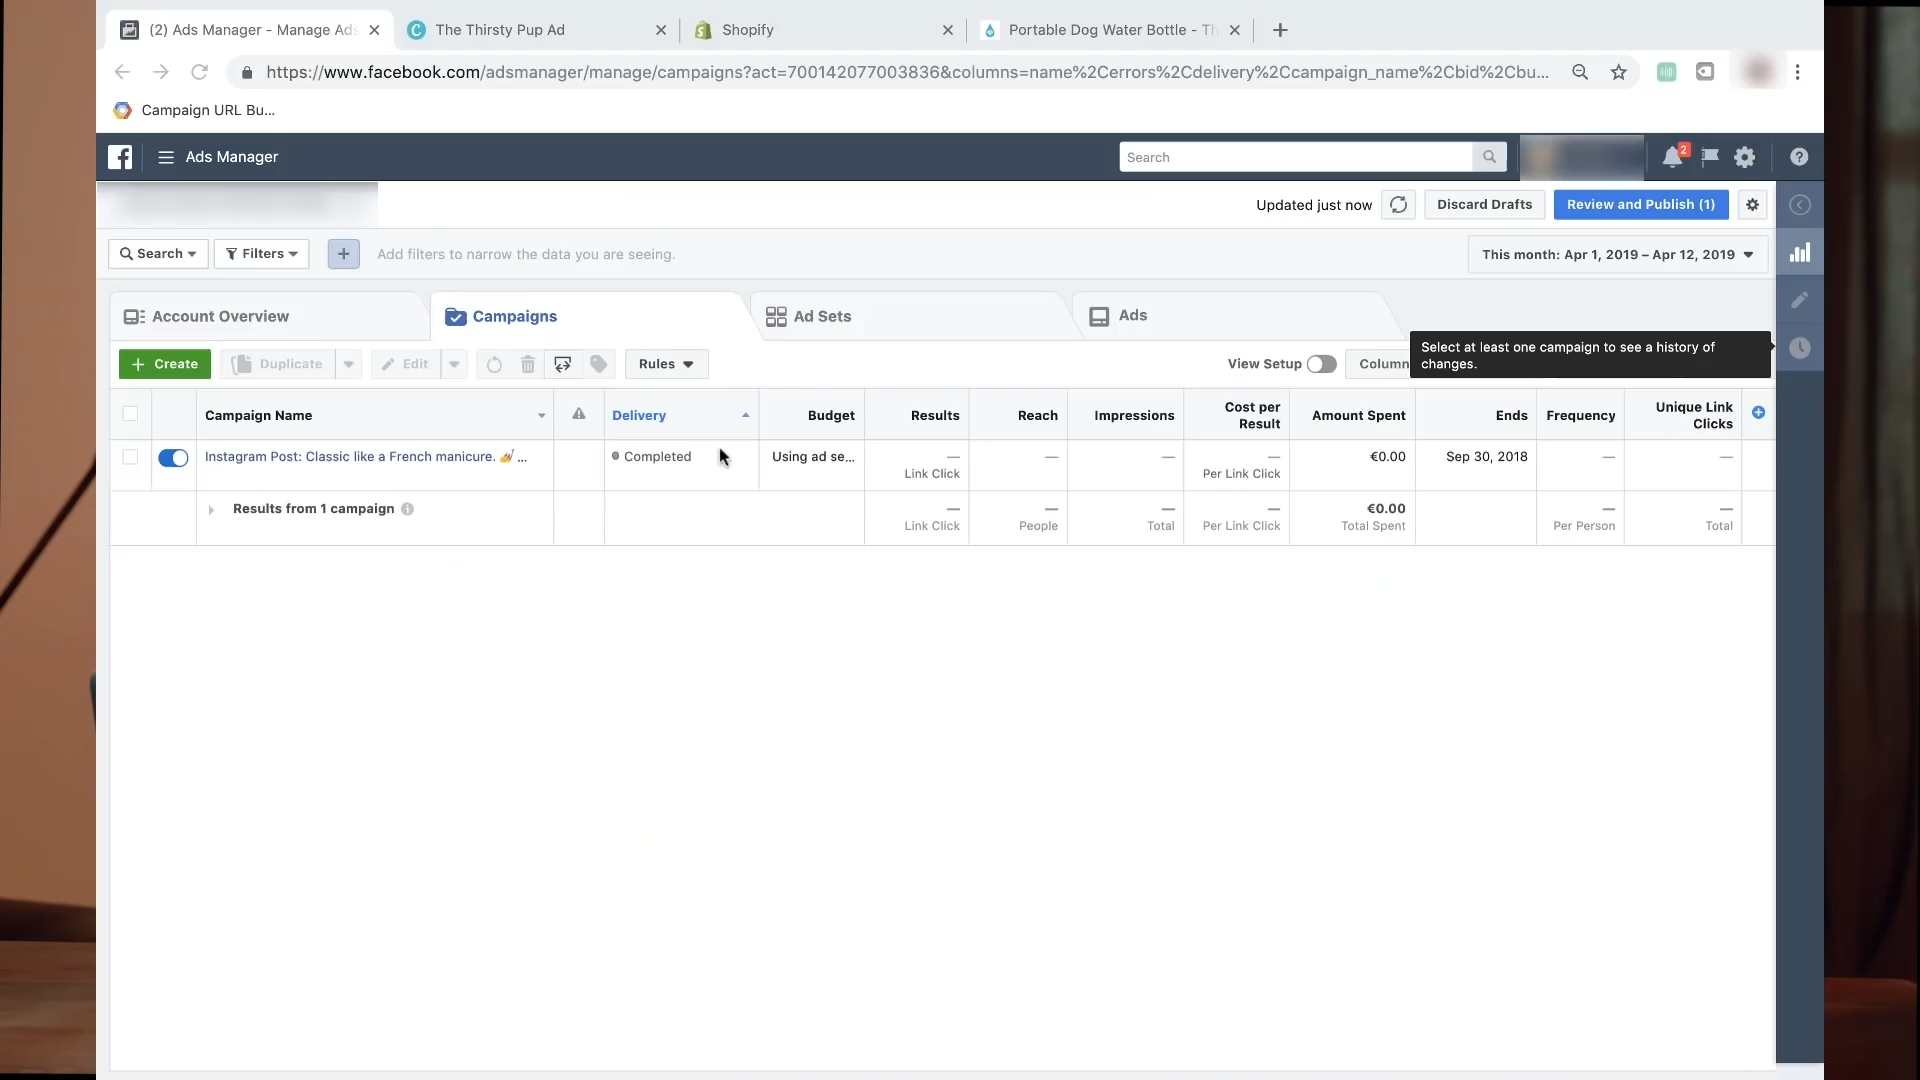 (2) Ads Manager - Manage Ads
The Thirsty Pup Ad
Shopify
Portable Dog Water Bottle - Th
https://www.facebook.com/adsmanager/manage/campaigns?act=700142077003836&columns=name%2Cerrors%2Cdelivery%2Ccampaign_name%2Cbid%2Cbu...
Campaign URL Bu...
Ads Manager
Search
2
Updated just now
Discard Drafts
Review and Publish (1)
Search
Filters
Add filters to narrow the data you are seeing.
This month: Apr 1, 2019 – Apr 12, 2019
Account Overview
Campaigns
Ad Sets
Ads
Select at least one campaign to see a history of
changes.
+ Create
Duplicate
Edit
Rules
View Setup
Column
Campaign Name
Delivery
Budget
Results
Reach
Impressions
Cost per
Result
Amount Spent
Ends
Frequency
Unique Link
Clicks
Instagram Post: Classic like a French manicure. 💅 ...
Completed
Using ad se...
—
Link Click
—
—
—
Per Link Click
€0.00
Sep 30, 2018
—
—
Results from 1 campaign
—
Link Click
—
People
—
Total
—
Per Link Click
€0.00
Total Spent
—
Per Person
—
Total